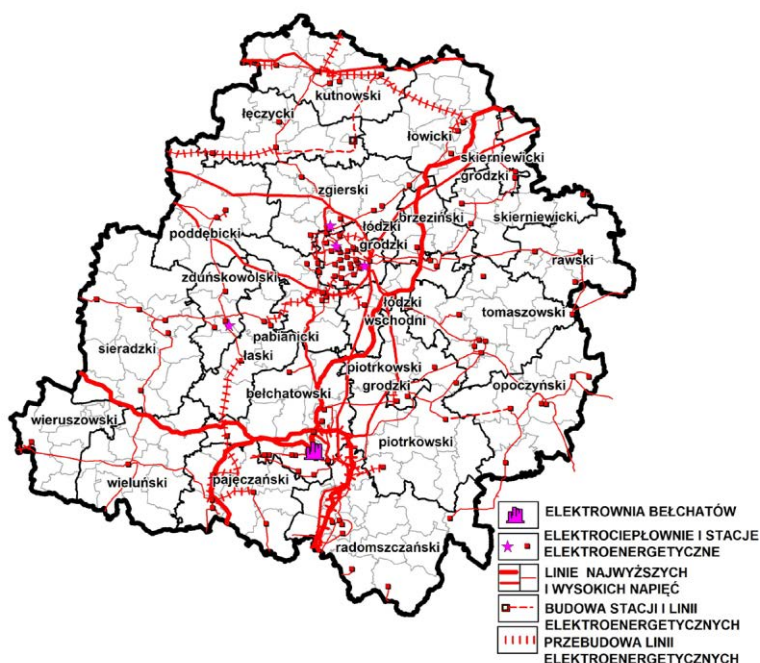 kutnowski
łęczycki
łowicki
skierniewicki
grodzki
zgierski
łódzki
grodzki
brzeziński
skierniewicki
poddębicki
rawski
zduńskowolski
łódzki
wschodni
tomaszowski
pabianicki
sieradzki
łaski
piotrkowski
grodzki
opoczyński
bełchatowski
wieruszowski
piotrkowski
wieluński
pajęczański
radomszczański
ELEKTROWNIA BEŁCHATÓW
ELEKTROCIEPŁOWNIE I STACJE
ELEKTROENERGETYCZNE
LINIE NAJWYŻSZYCH
I WYSOKICH NAPIĘĆ
BUDOWA STACJI I LINII
ELEKTROENERGETYCZNYCH
PRZEBUDOWA LINII
ELEKTROENERGETYCZNYCH